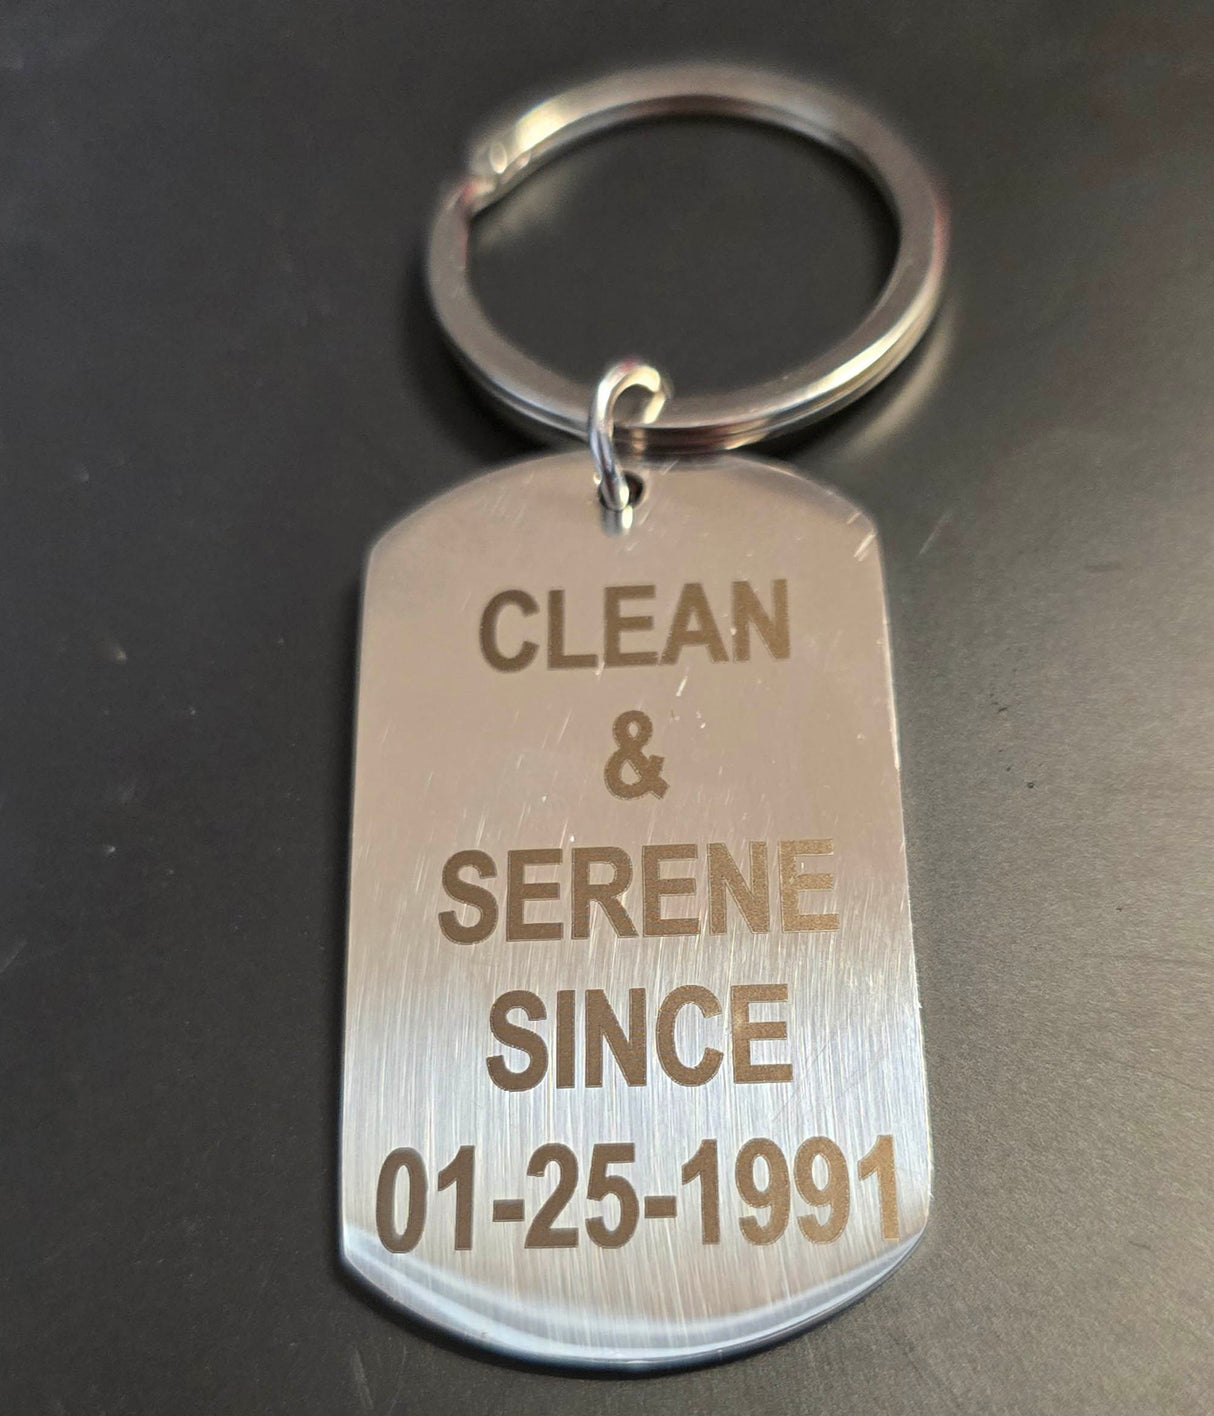 CLEAN
&
SERENE
SINCE
01-25-1991